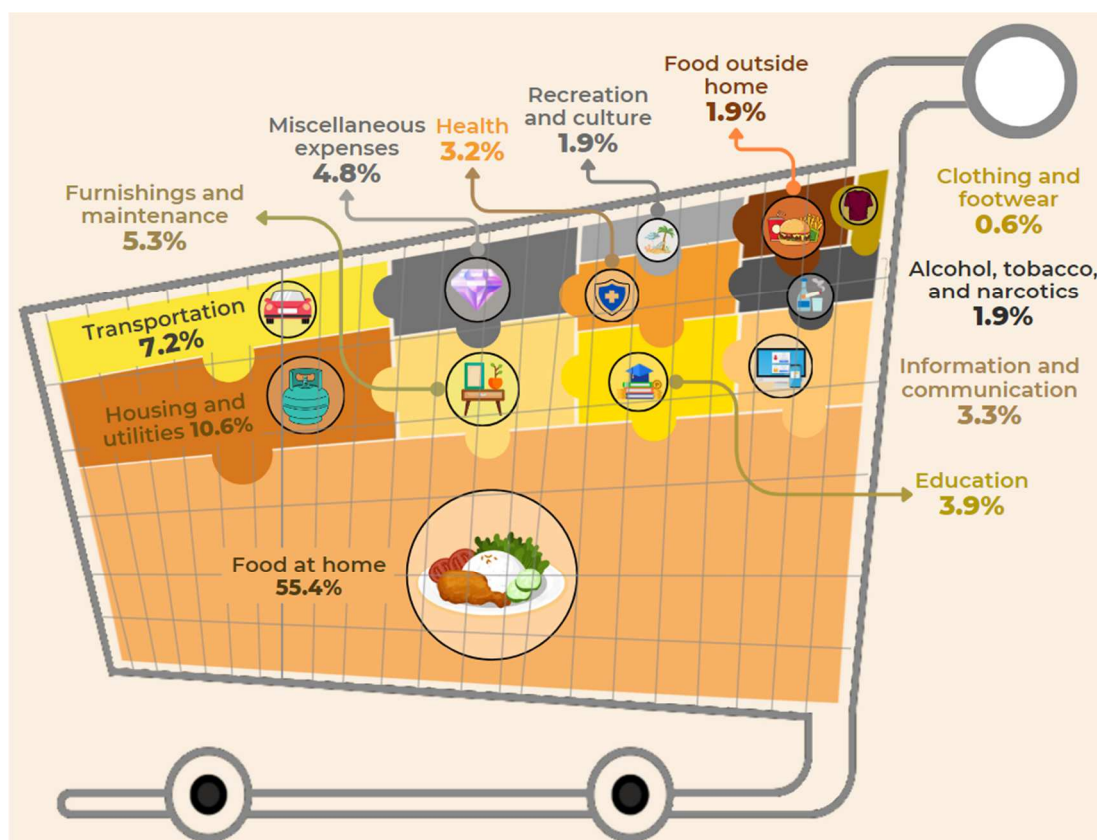 Food outside
home
1.9%
Recreation
and culture
1.9%
Health
3.2%
Miscellaneous
expenses
4.8%
Furnishings and
maintenance
5.3%
Clothing and
footwear
0.6%
Alcohol, tobacco,
and narcotics
1.9%
Transportation
7.2%
Information and
communication
3.3%
Housing and
utilities 10.6%
Education
3.9%
Food at home
55.4%